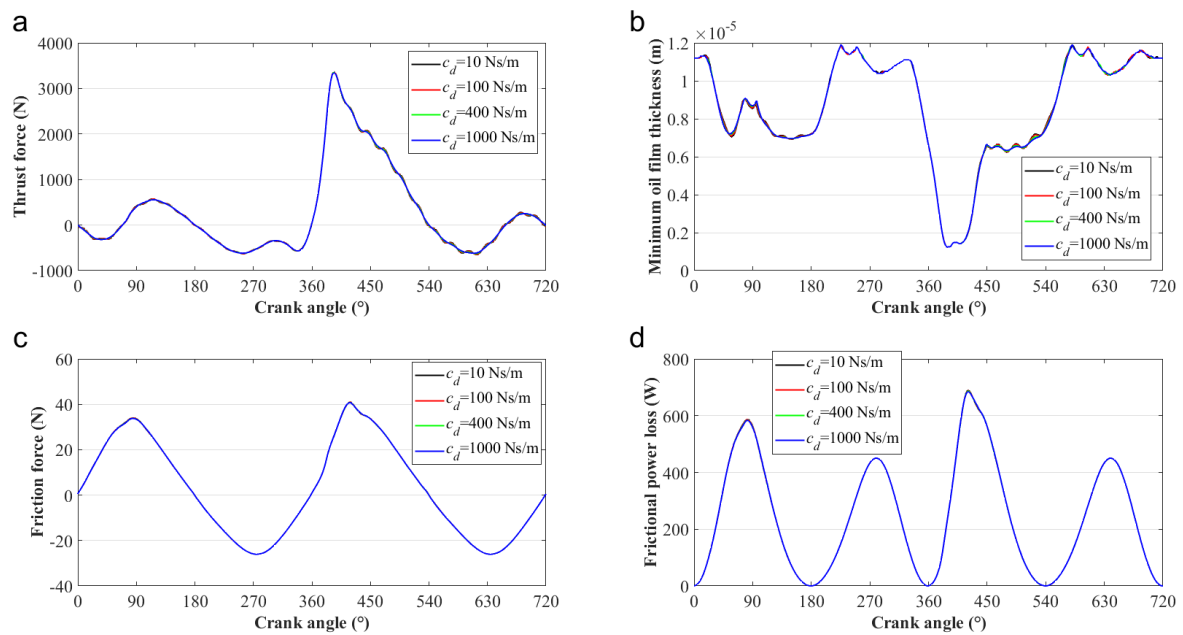 a
4000
3000
2000
1000
0
-1000
Thrust force (N)
c_d=10 Ns/m
c_d=100 Ns/m
c_d=400 Ns/m
c_d=1000 Ns/m
0 90 180 270 360 450 540 630 720
Crank angle (°)
b
×10⁻⁵
1.2
1
0.8
0.6
0.4
0.2
0
Minimum oil film thickness (m)
c_d=10 Ns/m
c_d=100 Ns/m
c_d=400 Ns/m
c_d=1000 Ns/m
0 90 180 270 360 450 540 630 720
Crank angle (°)
c
60
40
20
0
-20
-40
Friction force (N)
c_d=10 Ns/m
c_d=100 Ns/m
c_d=400 Ns/m
c_d=1000 Ns/m
0 90 180 270 360 450 540 630 720
Crank angle (°)
d
800
600
400
200
0
Frictional power loss (W)
c_d=10 Ns/m
c_d=100 Ns/m
c_d=400 Ns/m
c_d=1000 Ns/m
0 90 180 270 360 450 540 630 720
Crank angle (°)